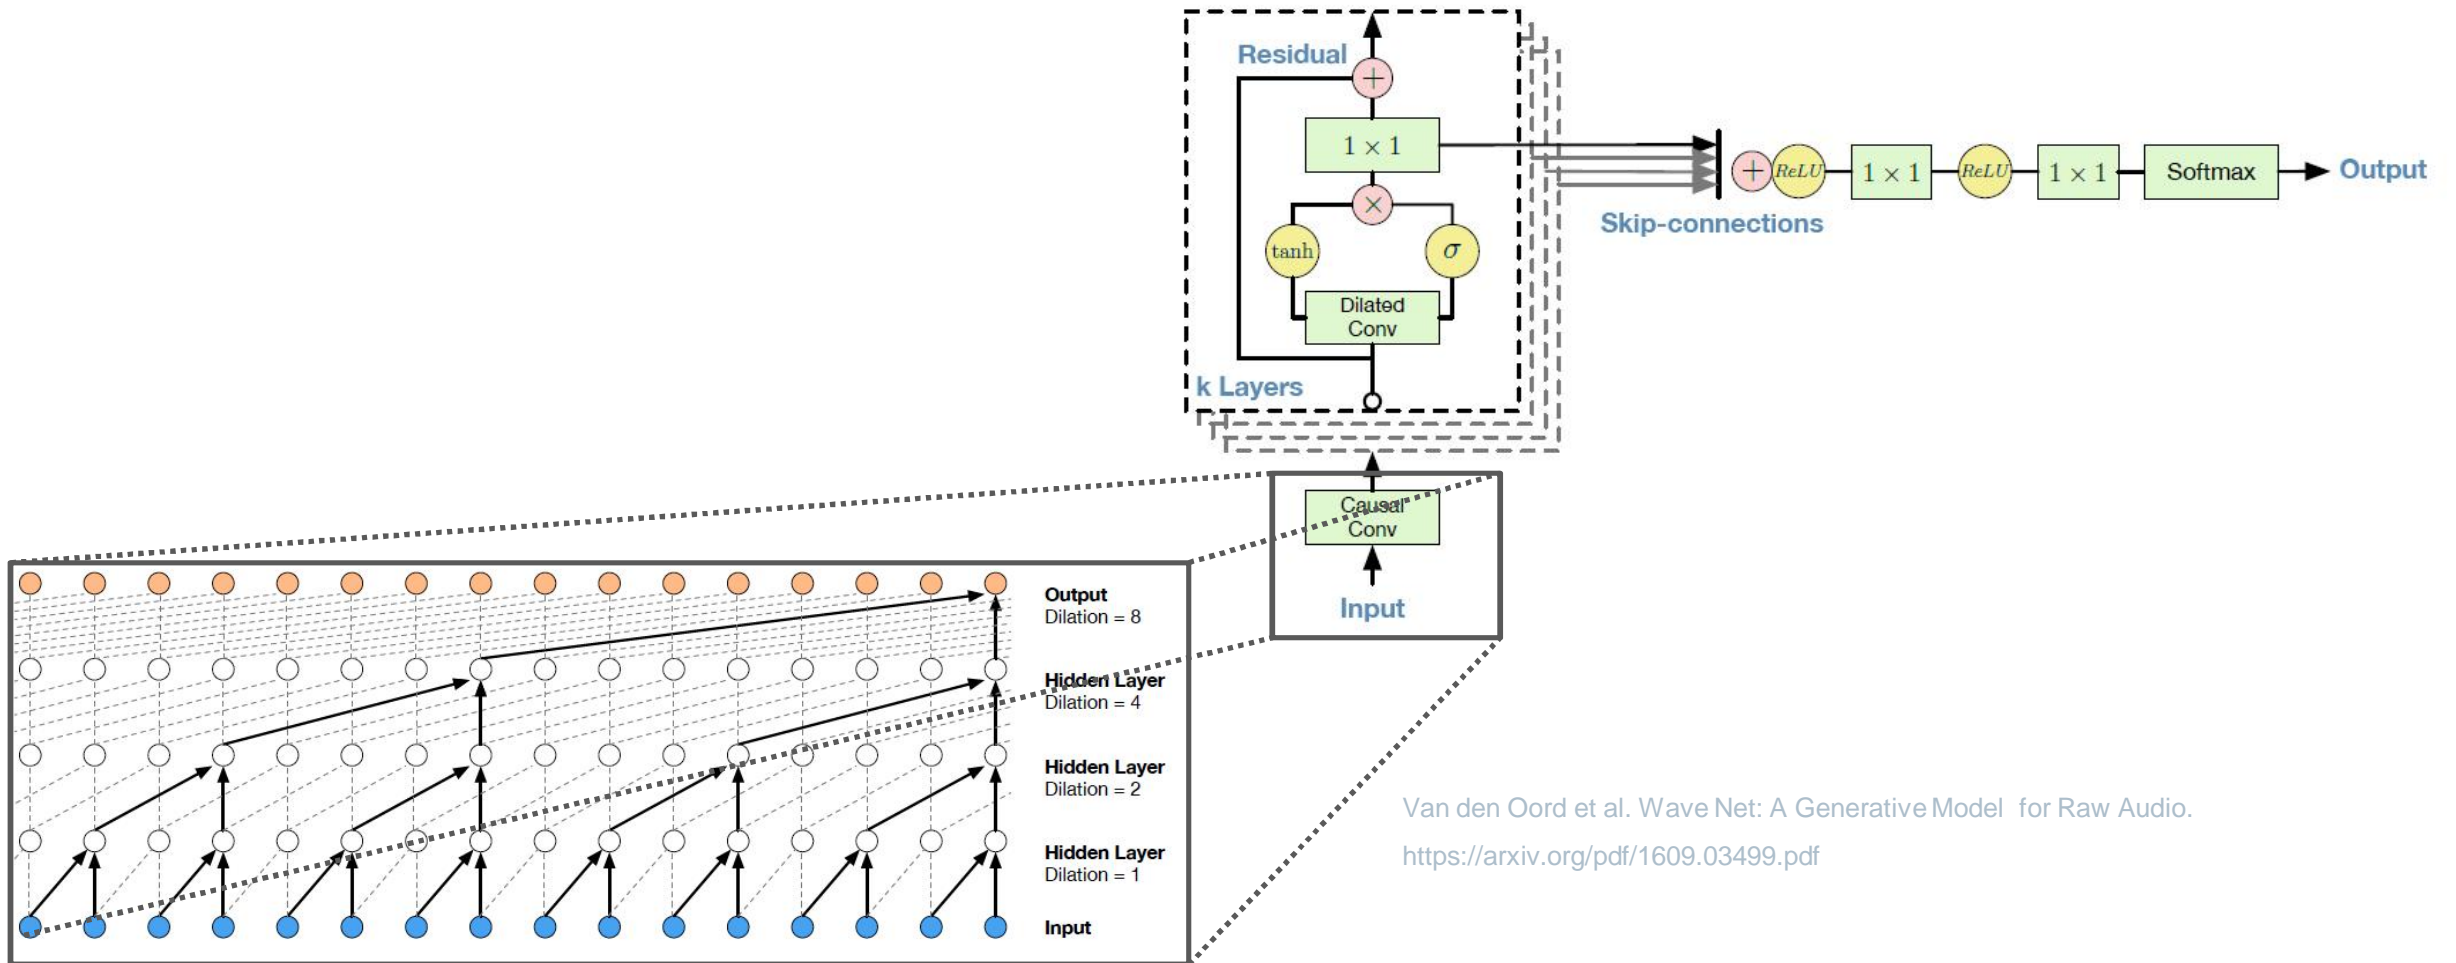 Residual
+
1 × 1
×
tanh
σ
Dilated
Conv
k Layers
+ ReLU 1 × 1 ReLU 1 × 1 Softmax Output
Skip-connections
Causal
Conv
Input
Output
Dilation = 8
Hidden Layer
Dilation = 4
Hidden Layer
Dilation = 2
Hidden Layer
Dilation = 1
Input
Van den Oord et al. Wave Net: A Generative Model for Raw Audio.
https://arxiv.org/pdf/1609.03499.pdf